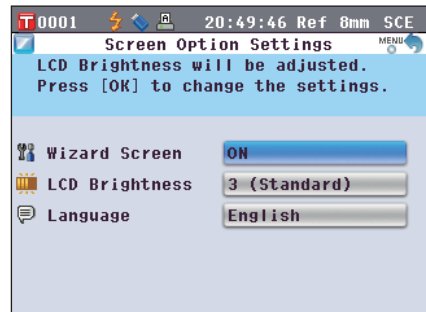 T0001 20:49:46 Ref 8mm SCE
Screen Option Settings MENU
LCD Brightness will be adjusted.
Press [OK] to change the settings.
Wizard Screen ON
LCD Brightness 3 (Standard)
Language English